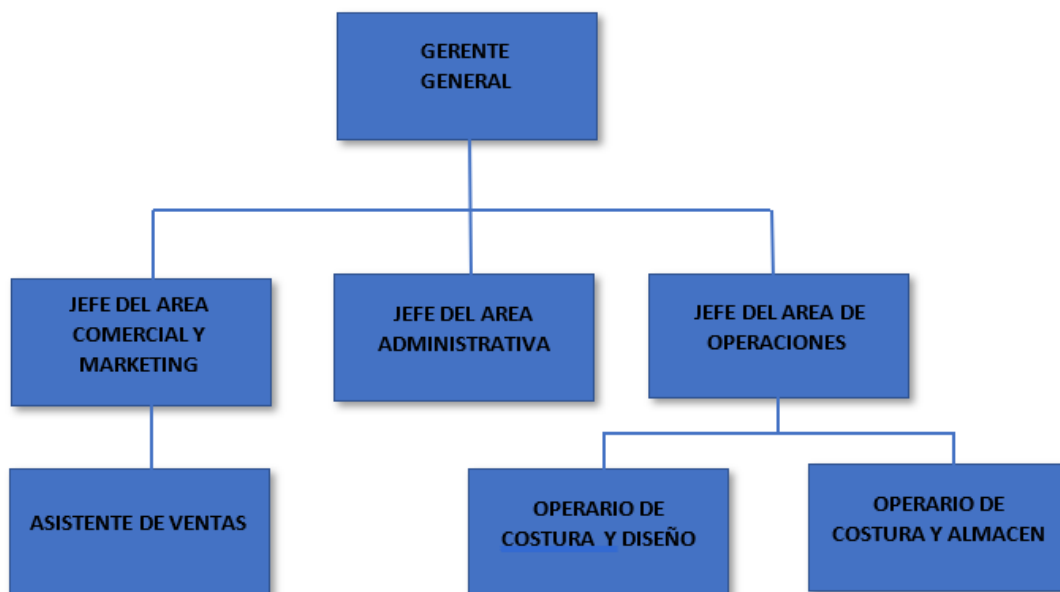 GERENTE
GENERAL
JEFE DEL AREA
COMERCIAL Y
MARKETING
JEFE DEL AREA
ADMINISTRATIVA
JEFE DEL AREA DE
OPERACIONES
ASISTENTE DE VENTAS
OPERARIO DE
COSTURA Y DISEÑO
OPERARIO DE
COSTURA Y ALMACEN